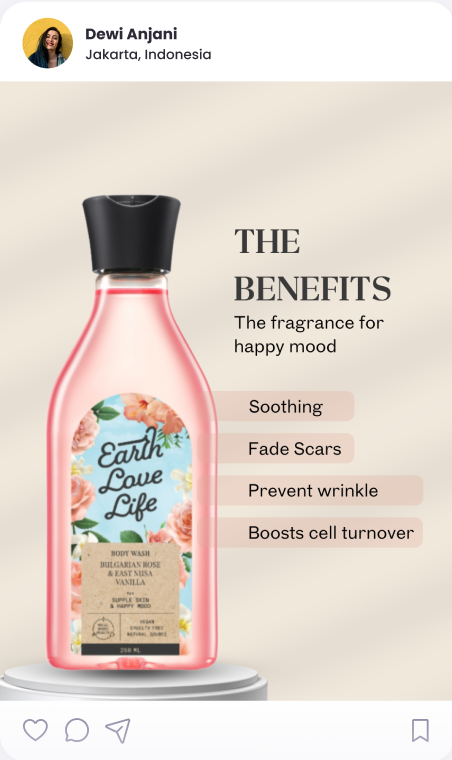 Dewi Anjani
Jakarta, Indonesia
THE
BENEFITS
The fragrance for
happy mood
Soothing
Fade Scars
Prevent wrinkle
Boosts cell turnover
Earth
Love
Life
BODY WASH
BULGARIAN ROSE
& EAST NUSA
VANILLA
for
SUPPLE SKIN
& HAPPY MOOD
VEGAN
CRUELTY FREE
NATURAL SOURCE
250 ML